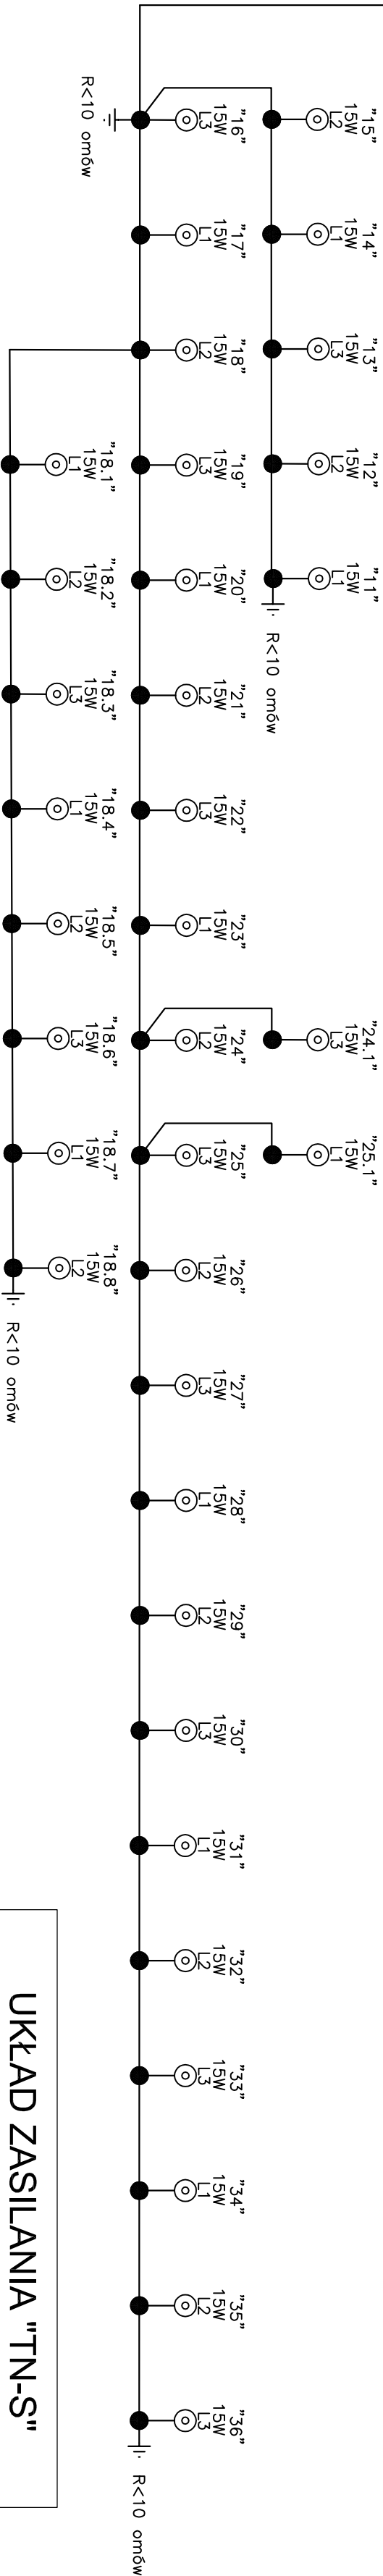 "15"
15W
L2
"14"
15W
L1
"13"
15W
L3
"12"
15W
L2
"11"
15W
L1
R<10 omów
"24.1"
15W
L3
"25.1"
15W
L1
"16"
15W
L3
R<10 omów
"17"
15W
L1
"18"
15W
L2
"19"
15W
L3
"20"
15W
L1
"21"
15W
L2
"22"
15W
L3
"23"
15W
L1
"24"
15W
L2
"25"
15W
L3
"26"
15W
L2
"27"
15W
L3
"28"
15W
L1
"29"
15W
L2
"30"
15W
L3
"31"
15W
L1
"32"
15W
L2
"33"
15W
L3
"34"
15W
L1
"35"
15W
L2
"36"
15W
L3
R<10 omów
"18.1"
15W
L1
"18.2"
15W
L2
"18.3"
15W
L3
"18.4"
15W
L1
"18.5"
15W
L2
"18.6"
15W
L3
"18.7"
15W
L1
"18.8"
15W
L2
R<10 omów
UKŁAD ZASILANIA "TN-S"